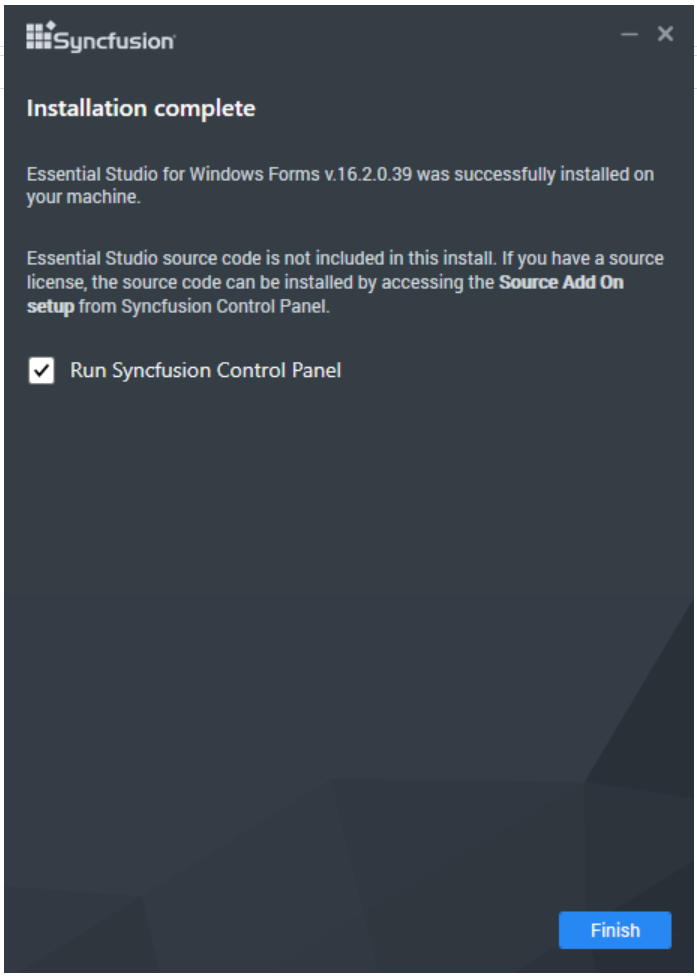 Syncfusion
Installation complete
Essential Studio for Windows Forms v.16.2.0.39 was successfully installed on
your machine.
Essential Studio source code is not included in this install. If you have a source
license, the source code can be installed by accessing the Source Add On
setup from Syncfusion Control Panel.
Run Syncfusion Control Panel
Finish